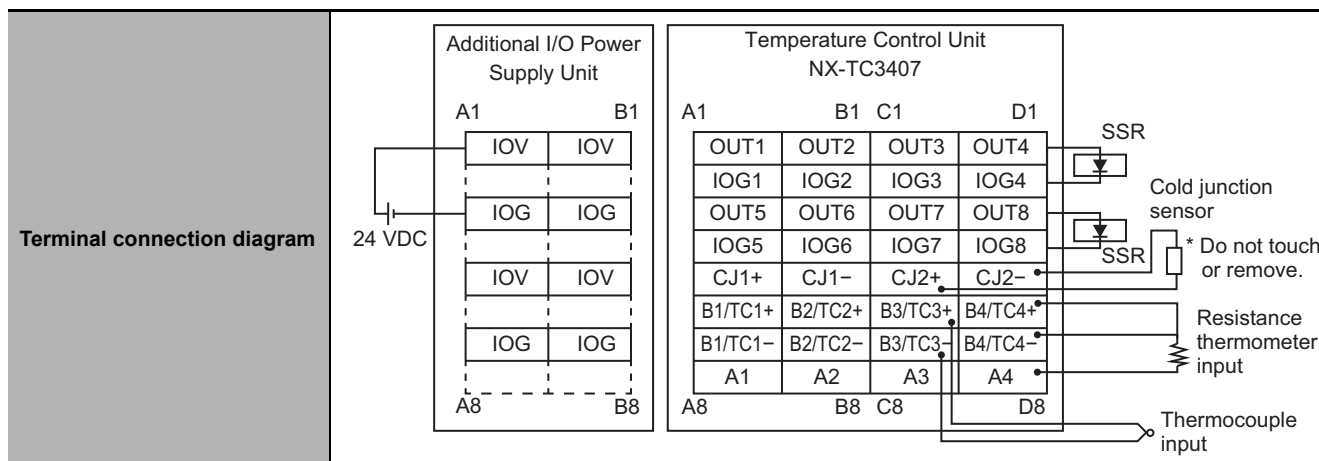 Terminal connection diagram
Additional I/O Power
Supply Unit
A1 B1
IOV IOV
IOG IOG
IOV IOV
IOG IOG
A8 B8
24 VDC
Temperature Control Unit
NX-TC3407
A1 B1 C1 D1
OUT1 OUT2 OUT3 OUT4
IOG1 IOG2 IOG3 IOG4
OUT5 OUT6 OUT7 OUT8
IOG5 IOG6 IOG7 IOG8
CJ1+ CJ1− CJ2+ CJ2−
B1/TC1+ B2/TC2+ B3/TC3+ B4/TC4+
B1/TC1− B2/TC2− B3/TC3− B4/TC4−
A1 A2 A3 A4
A8 B8 C8 D8
SSR
SSR
Cold junction
sensor
* Do not touch
or remove.
Resistance
thermometer
input
Thermocouple
input